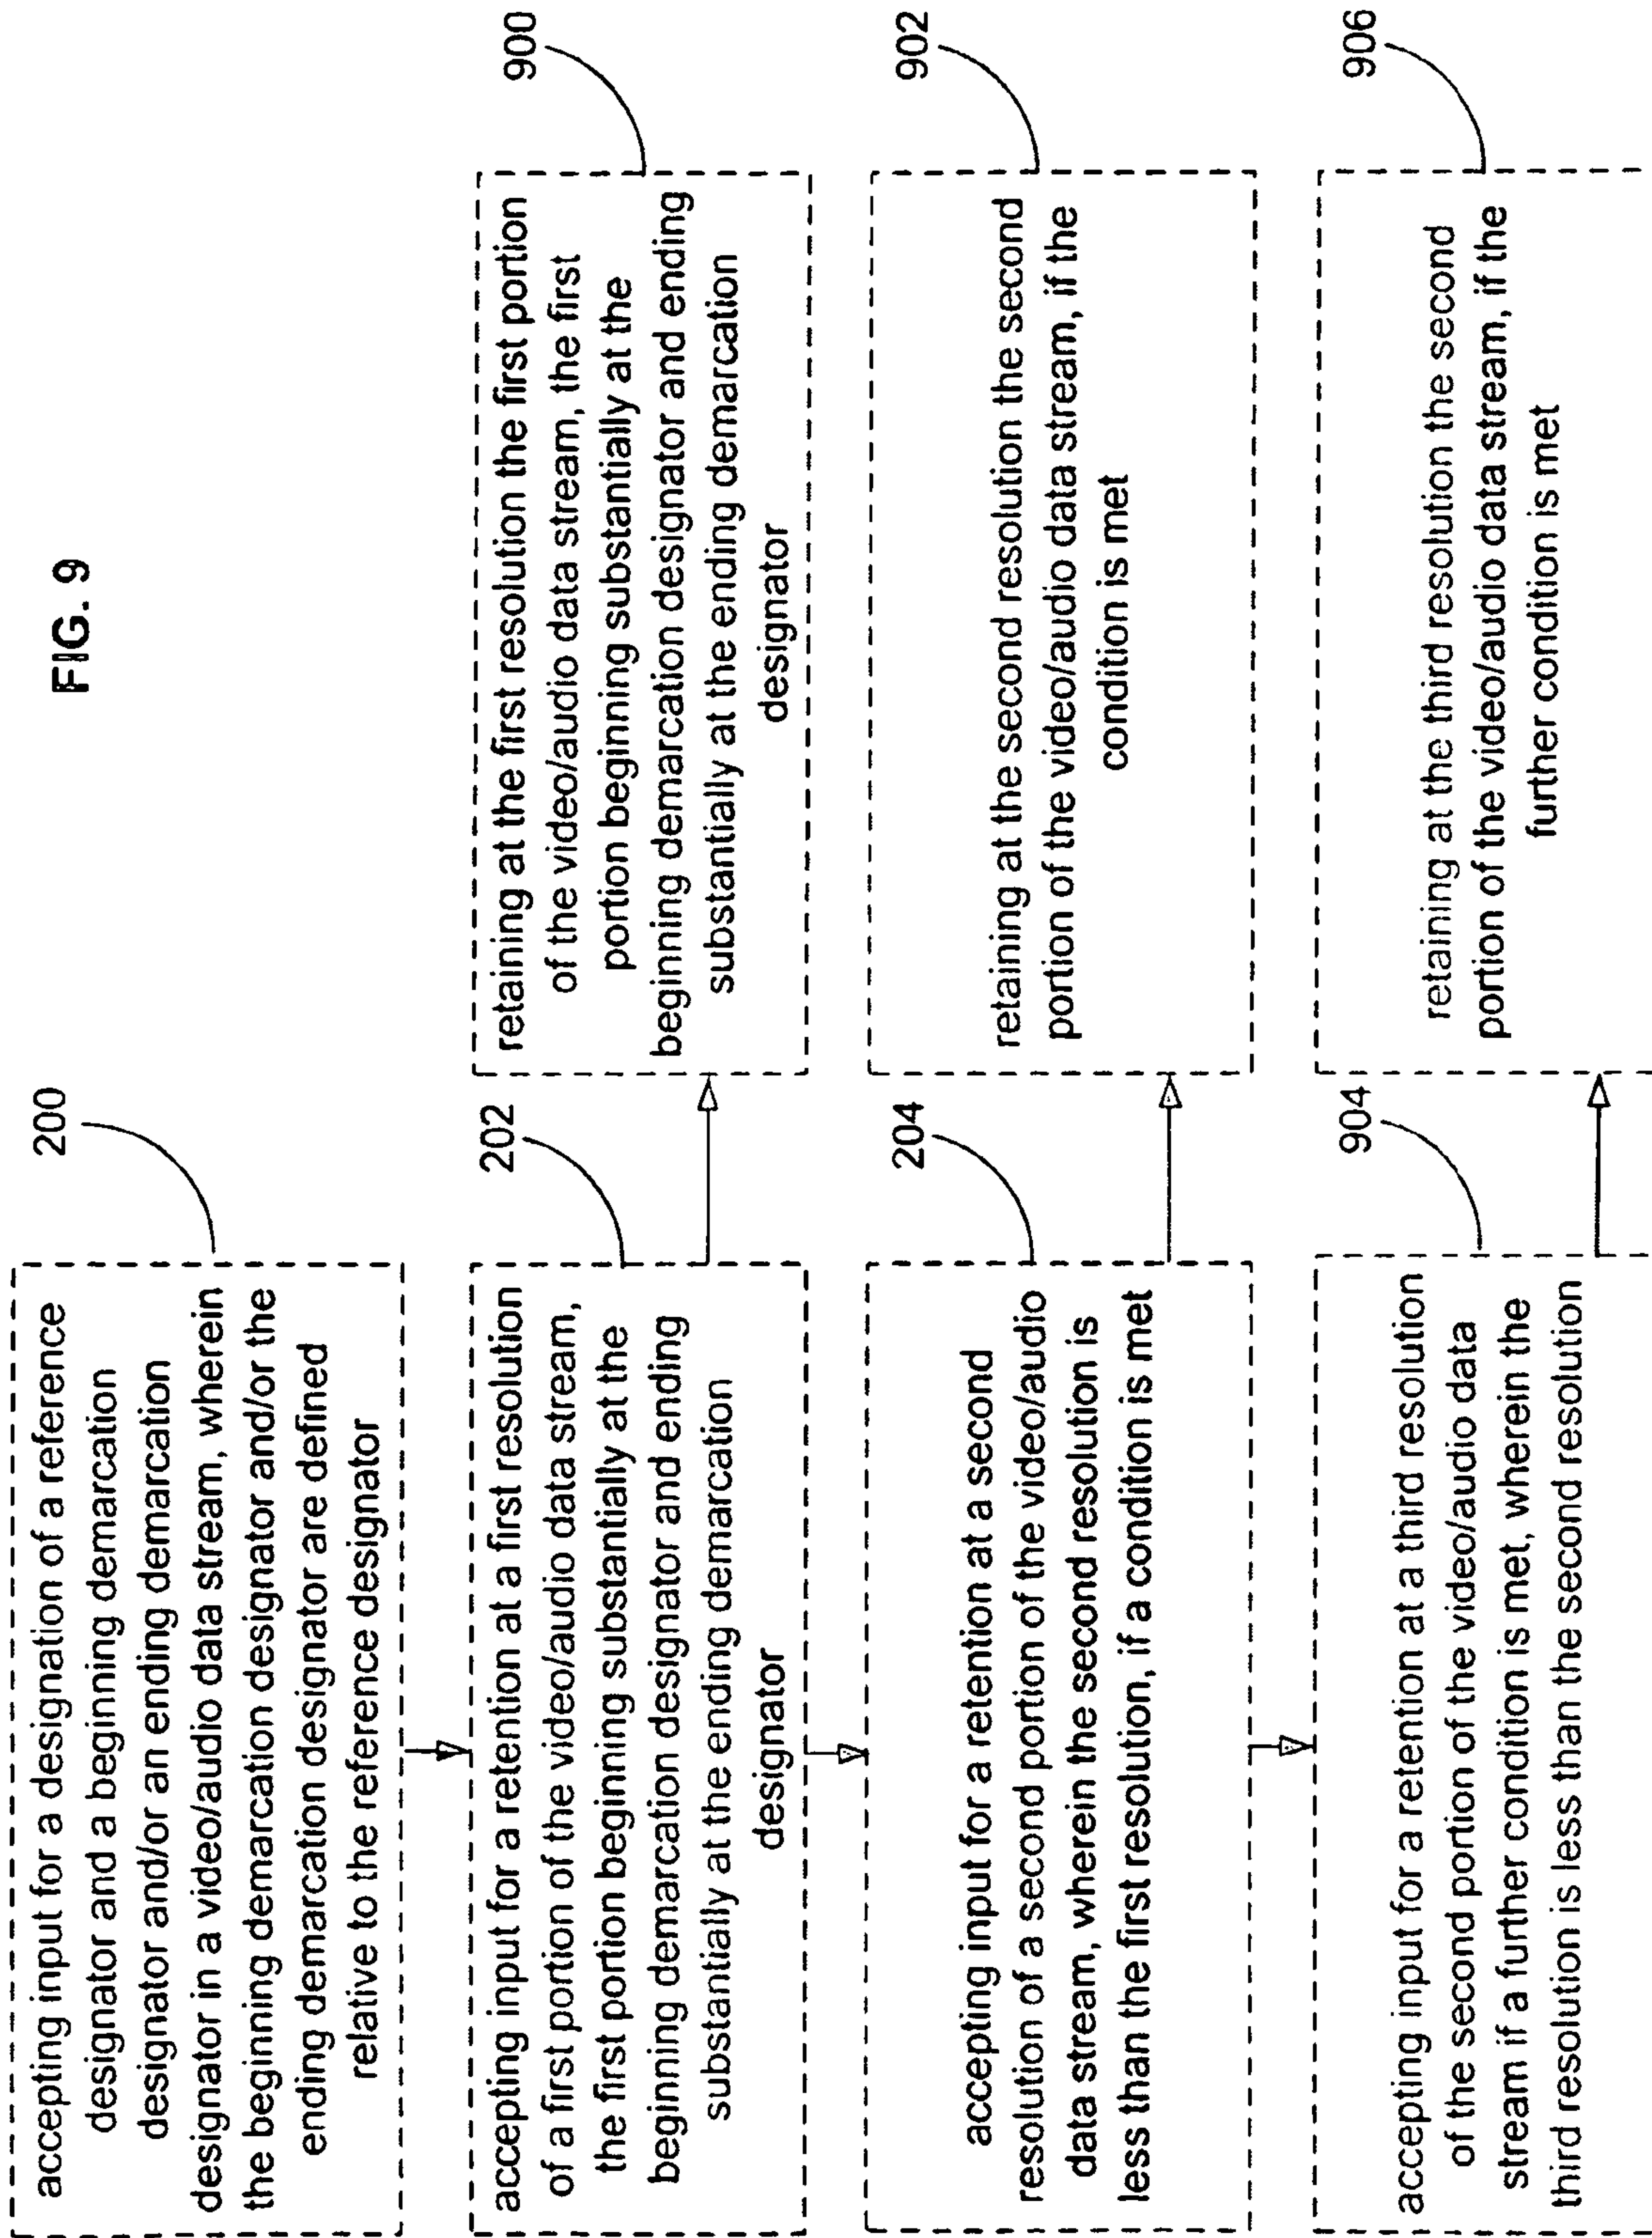 FIG. 9
200
accepting input for a designation of a reference
designator and a beginning demarcation
designator and/or an ending demarcation
designator in a video/audio data stream, wherein
the beginning demarcation designator and/or the
ending demarcation designator are defined
relative to the reference designator
202
accepting input for a retention at a first resolution
of a first portion of the video/audio data stream,
the first portion beginning substantially at the
beginning demarcation designator and ending
substantially at the ending demarcation
designator
900
retaining at the first resolution the first portion
of the video/audio data stream, the first
portion beginning substantially at the
beginning demarcation designator and ending
substantially at the ending demarcation
designator
204
accepting input for a retention at a second
resolution of a second portion of the video/audio
data stream, wherein the second resolution is
less than the first resolution, if a condition is met
902
retaining at the second resolution the second
portion of the video/audio data stream, if the
condition is met
904
accepting input for a retention at a third resolution
of the second portion of the video/audio data
stream if a further condition is met, wherein the
third resolution is less than the second resolution
906
retaining at the third resolution the second
portion of the video/audio data stream, if the
further condition is met